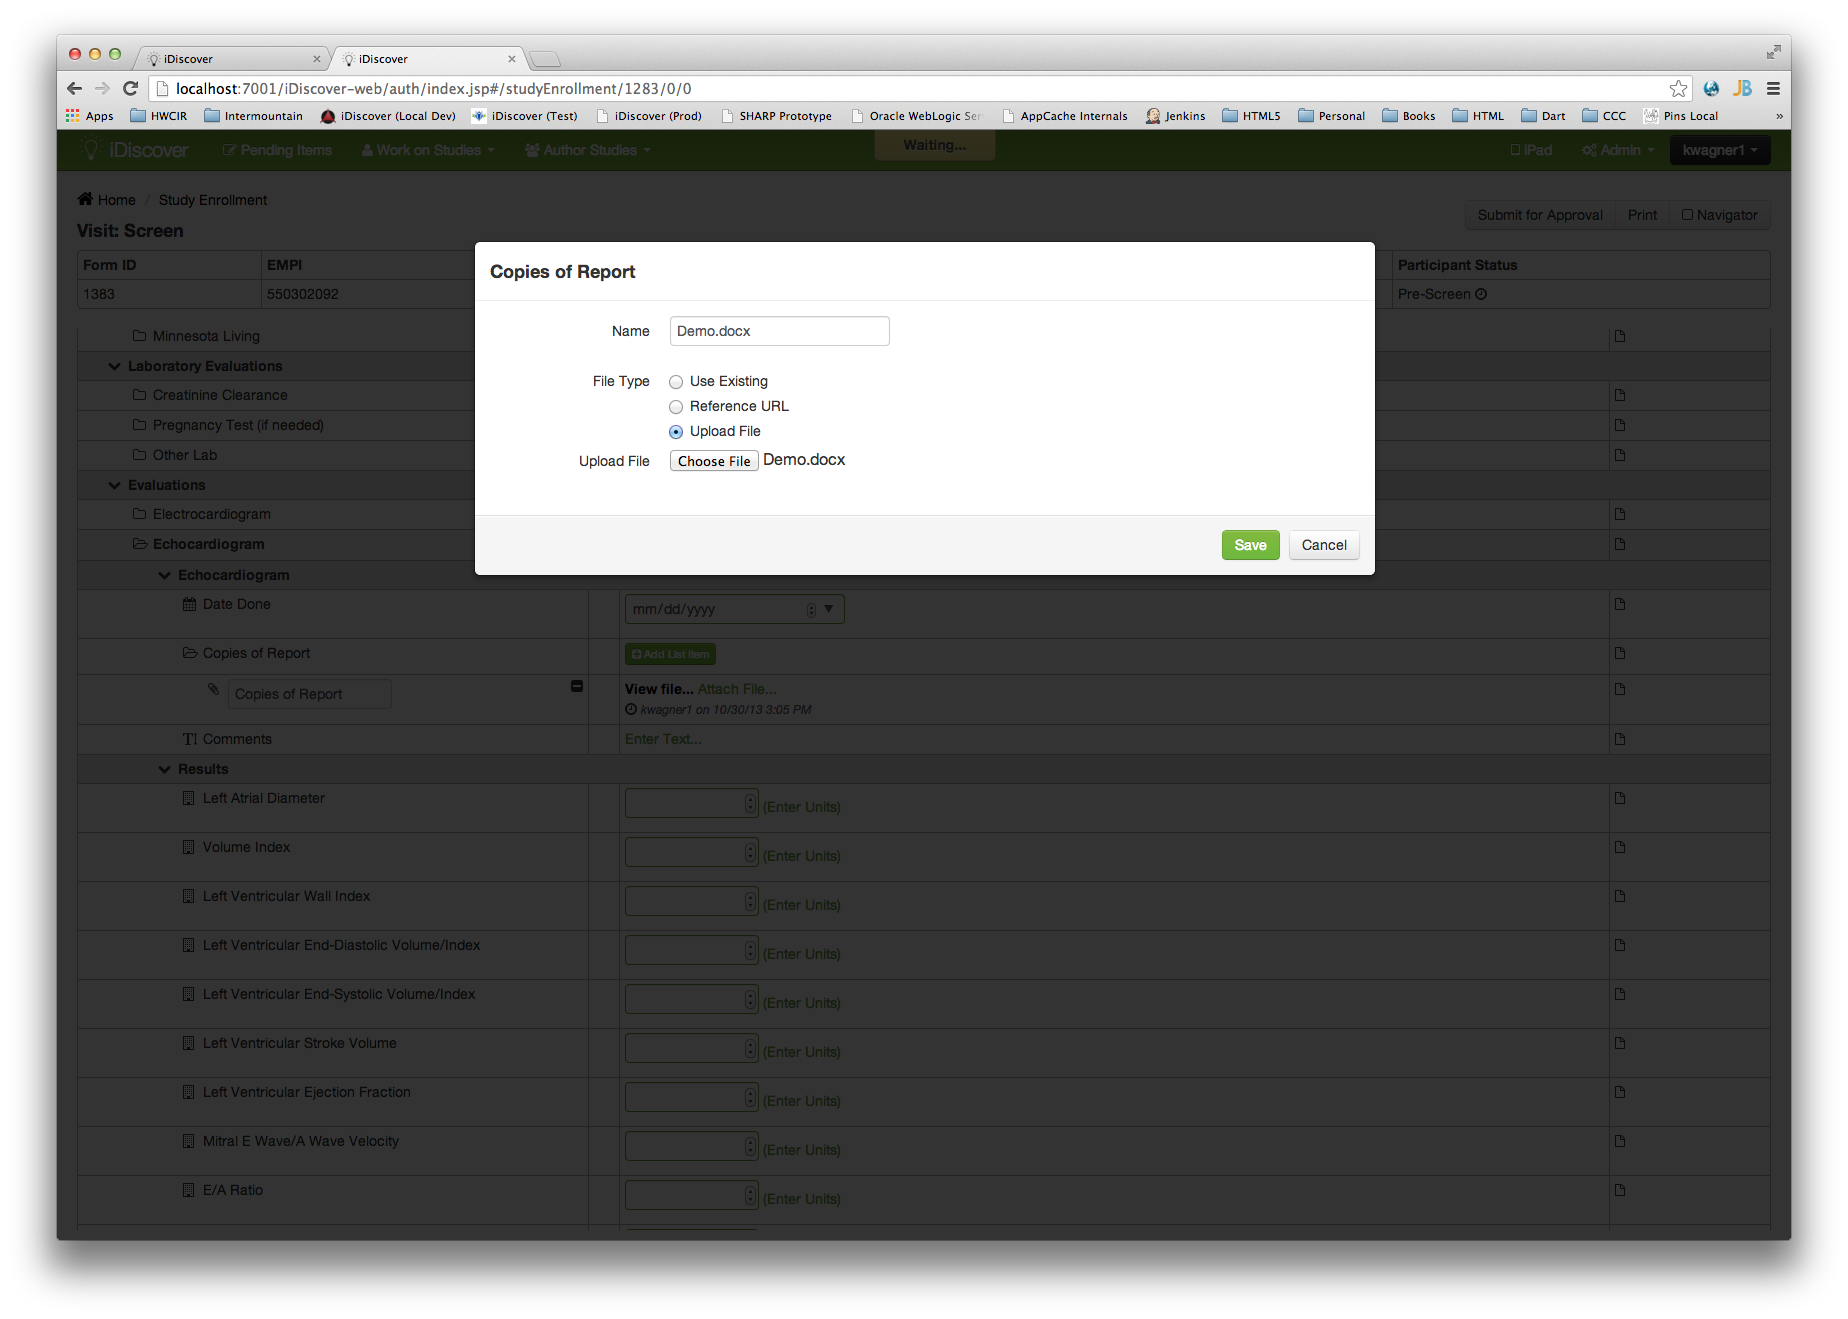 iDiscover
iDiscover
localhost:7001/iDiscover-web/auth/index.jsp#/studyEnrollment/1283/0/0
JB
Apps HWCIR Intermountain iDiscover (Local Dev) iDiscover (Test) iDiscover (Prod) SHARP Prototype Oracle WebLogic Ser AppCache Internals Jenkins HTML5 Personal Books HTML Dart CCC Pins Local »
iDiscover Pending Items Work on Studies Author Studies Waiting... iPad Admin kwagner1
Home / Study Enrollment
Submit for Approval Print Navigator
Visit: Screen
Form ID EMPI Participant Status
1383 550302092 Pre-Screen
Copies of Report
Name Demo.docx
File Type Use Existing
Reference URL
Upload File
Upload File Choose File Demo.docx
Save Cancel
Minnesota Living
Laboratory Evaluations
Creatinine Clearance
Pregnancy Test (if needed)
Other Lab
Evaluations
Electrocardiogram
Echocardiogram
Echocardiogram
Date Done mm/dd/yyyy
Copies of Report Add List Item
Copies of Report View file... Attach File...
kwagner1 on 10/30/13 3:05 PM
TI Comments Enter Text...
Results
Left Atrial Diameter (Enter Units)
Volume Index (Enter Units)
Left Ventricular Wall Index (Enter Units)
Left Ventricular End-Diastolic Volume/Index (Enter Units)
Left Ventricular End-Systolic Volume/Index (Enter Units)
Left Ventricular Stroke Volume (Enter Units)
Left Ventricular Ejection Fraction (Enter Units)
Mitral E Wave/A Wave Velocity (Enter Units)
E/A Ratio (Enter Units)